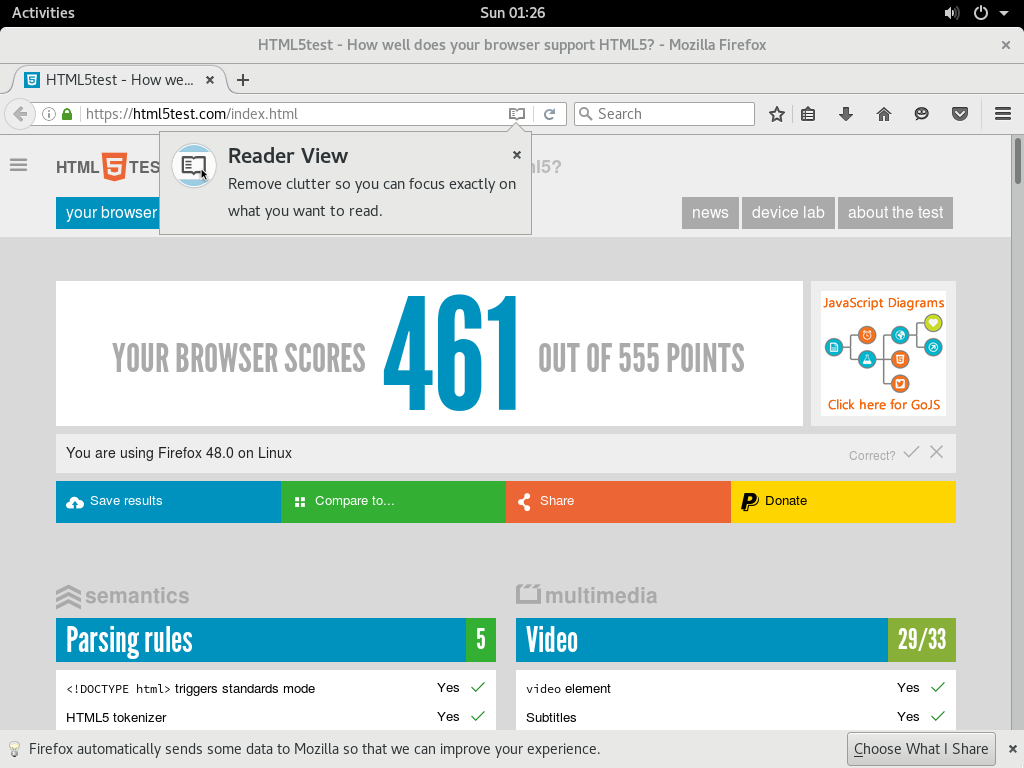 Activities
Sun 01:26
HTML5test - How well does your browser support HTML5? - Mozilla Firefox
HTML5test - How we...
https://html5test.com/index.html
Search
Reader View
Remove clutter so you can focus exactly on
what you want to read.
HTML 5 TES
ml5?
your browser
news
device lab
about the test
YOUR BROWSER SCORES 461 OUT OF 555 POINTS
JavaScript Diagrams
Click here for GoJS
You are using Firefox 48.0 on Linux
Correct?
Save results
Compare to...
Share
Donate
semantics
Parsing rules 5
<!DOCTYPE html> triggers standards mode Yes
HTML5 tokenizer Yes
multimedia
Video 29/33
video element Yes
Subtitles Yes
Firefox automatically sends some data to Mozilla so that we can improve your experience.
Choose What I Share